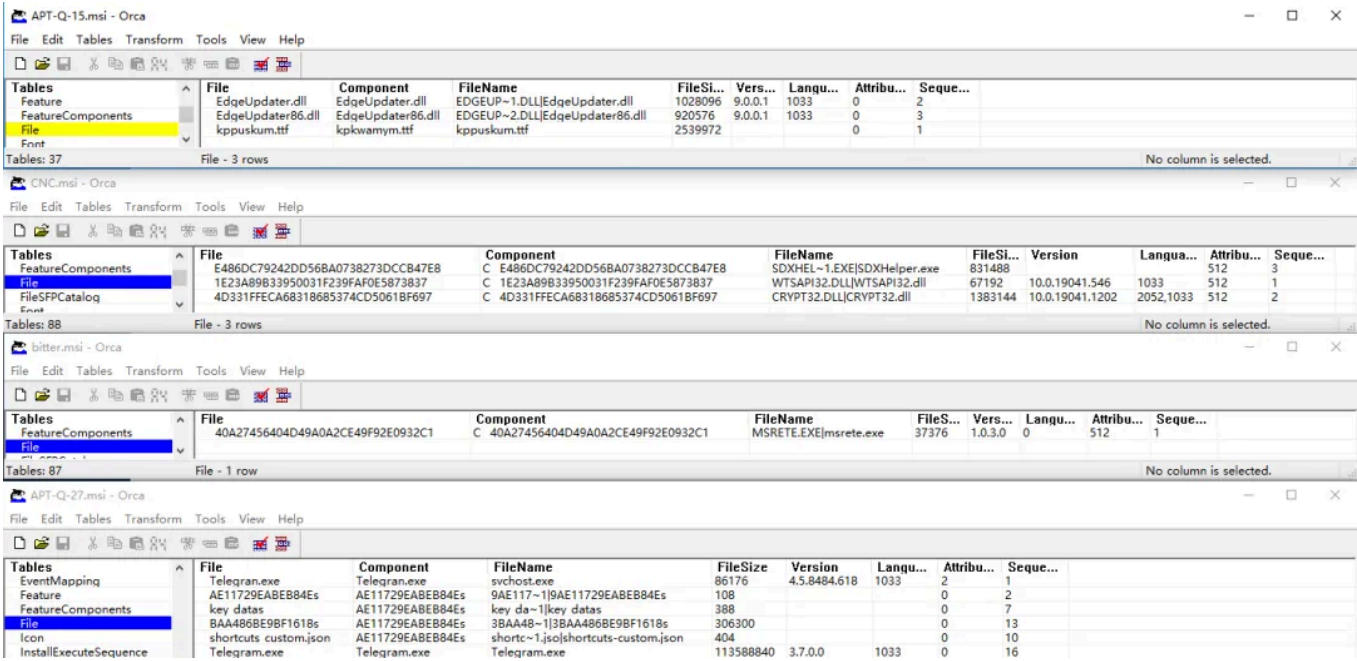 APT-Q-15.msi - Orca
File Edit Tables Transform Tools View Help
Tables File Component FileName FileSi... Vers... Langu... Attribu... Seque...
Feature EdgeUpdater.dll EdgeUpdater.dll EDGEUP~1.DLL|EdgeUpdater.dll 1028096 9.0.0.1 1033 0 2
FeatureComponents EdgeUpdater86.dll EdgeUpdater86.dll EDGEUP~2.DLL|EdgeUpdater86.dll 920576 9.0.0.1 1033 0 3
File kppuskum.ttf kpkwamym.ttf kppuskum.ttf 2539972 0 1
Font
Tables: 37 File - 3 rows No column is selected.
CNC.msi - Orca
File Edit Tables Transform Tools View Help
Tables File Component FileName FileSi... Version Langua... Attribu... Seque...
FeatureComponents E486DC79242DD56BA0738273DCCB47E8 C E486DC79242DD56BA0738273DCCB47E8 SDXHEL~1.EXE|SDXHelper.exe 831488 512 3
File 1E23A89B33950031F239FAF0E5873837 C 1E23A89B33950031F239FAF0E5873837 WTSAPI32.DLL|WTSAPI32.dll 67192 10.0.19041.546 1033 512 1
FileSFPCatalog 4D331FFECA68318685374CD5061BF697 C 4D331FFECA68318685374CD5061BF697 CRYPT32.DLL|CRYPT32.dll 1383144 10.0.19041.1202 2052,1033 512 2
Font
Tables: 88 File - 3 rows No column is selected.
bitter.msi - Orca
File Edit Tables Transform Tools View Help
Tables File Component FileName FileS... Vers... Langu... Attribu... Seque...
FeatureComponents 40A27456404D49A0A2CE49F92E0932C1 C 40A27456404D49A0A2CE49F92E0932C1 MSRETE.EXE|msrete.exe 37376 1.0.3.0 0 512 1
File
Tables: 87 File - 1 row No column is selected.
APT-Q-27.msi - Orca
File Edit Tables Transform Tools View Help
Tables File Component FileName FileSize Version Langu... Attribu... Seque...
EventMapping Telegran.exe Telegran.exe svchost.exe 86176 4.5.8484.618 1033 2 1
Feature AE11729EABEB84Es AE11729EABEB84Es 9AE117~1|9AE11729EABEB84Es 108 0 2
FeatureComponents key datas AE11729EABEB84Es key da~1|key datas 388 0 7
File BAA486BE9BF1618s AE11729EABEB84Es 3BAA48~1|3BAA486BE9BF1618s 306300 0 13
Icon shortcuts custom.json AE11729EABEB84Es shortc~1.jso|shortcuts-custom.json 404 0 10
InstallExecuteSequence Telegram.exe Telegram.exe Telegram.exe 113588840 3.7.0.0 1033 0 16